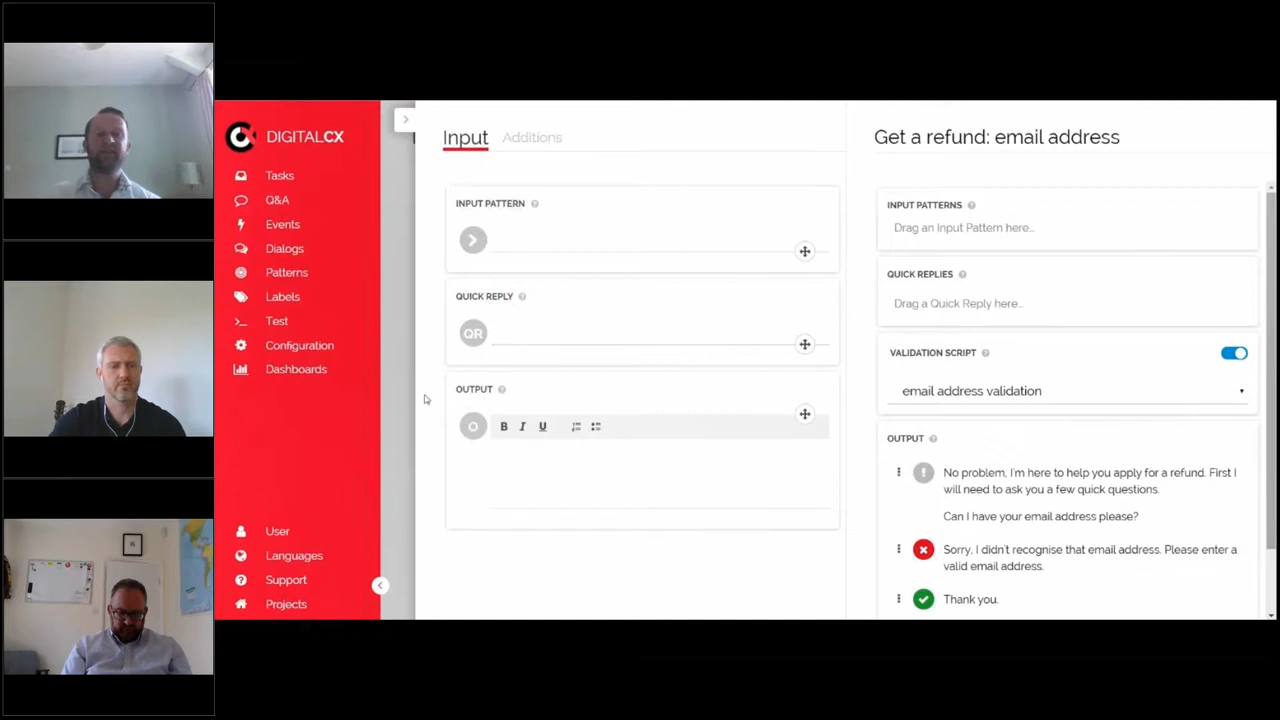 DIGITALCX
Tasks
Q&A
Events
Dialogs
Patterns
Labels
Test
Configuration
Dashboards
User
Languages
Support
Projects
Input
Additions
INPUT PATTERN
QUICK REPLY
QR
OUTPUT
O
B I U
Get a refund: email address
INPUT PATTERNS
Drag an Input Pattern here...
QUICK REPLIES
Drag a Quick Reply here...
VALIDATION SCRIPT
email address validation
OUTPUT
No problem, I'm here to help you apply for a refund. First I
will need to ask you a few quick questions.
Can I have your email address please?
Sorry, I didn't recognise that email address. Please enter a
valid email address.
Thank you.